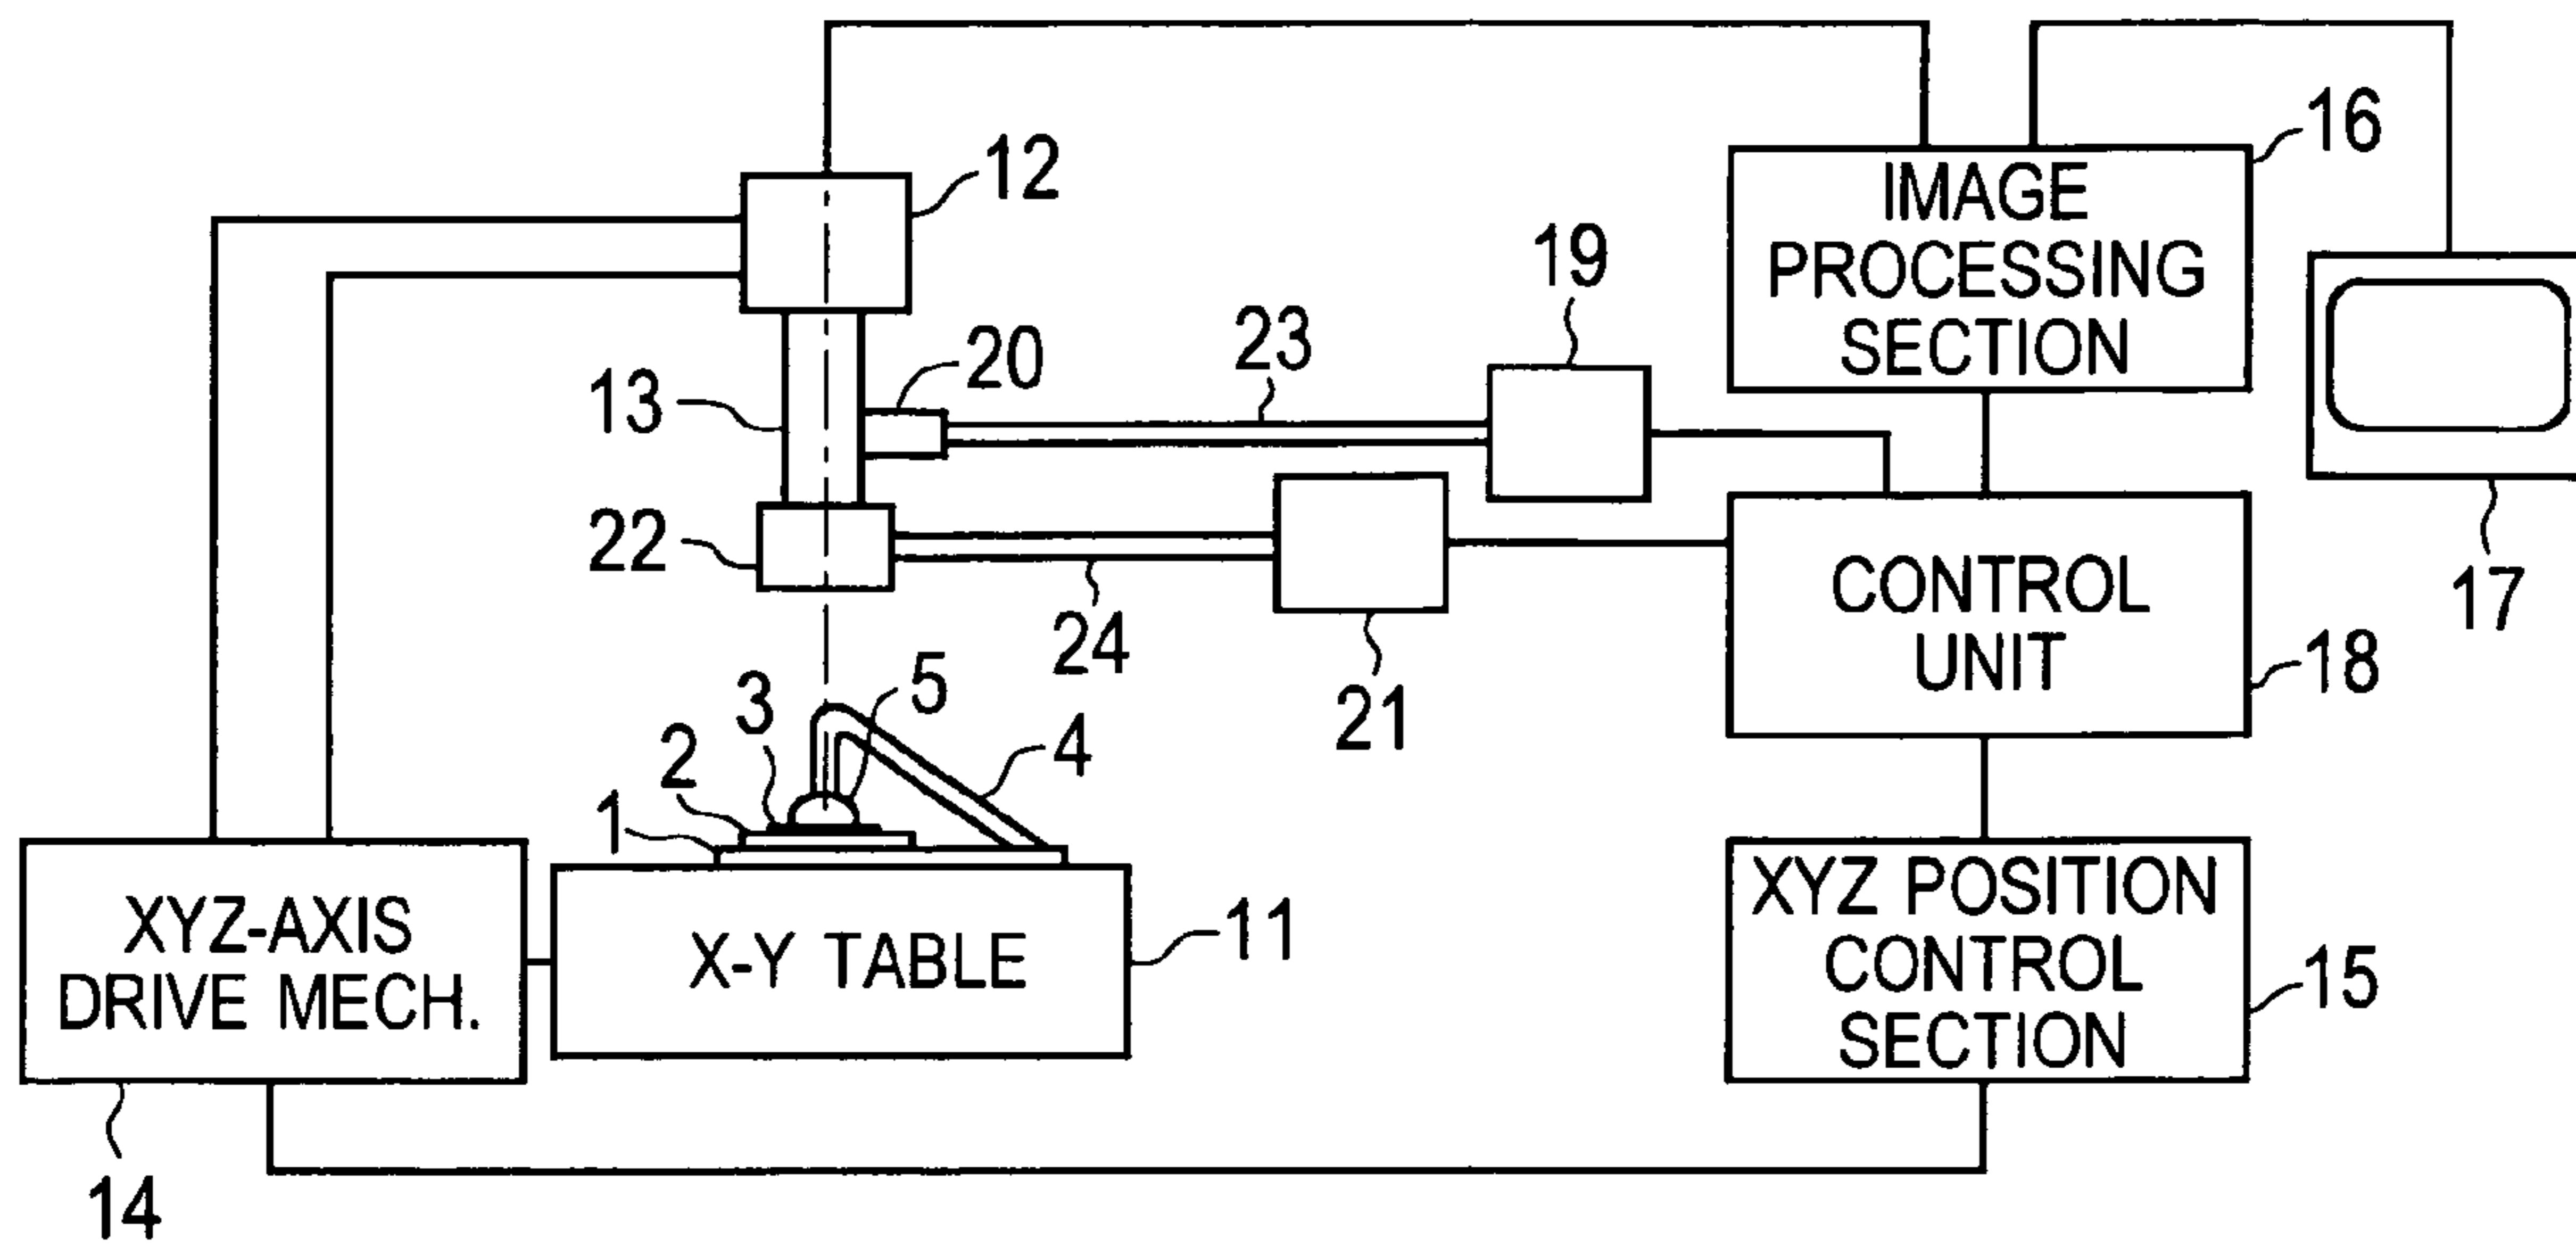 12
16
IMAGE
PROCESSING
SECTION
19
23
20
13
17
22
24
21
CONTROL
UNIT
18
5
3
2
4
1
XYZ-AXIS
DRIVE MECH.
X-Y TABLE
11
XYZ POSITION
CONTROL
SECTION
15
14